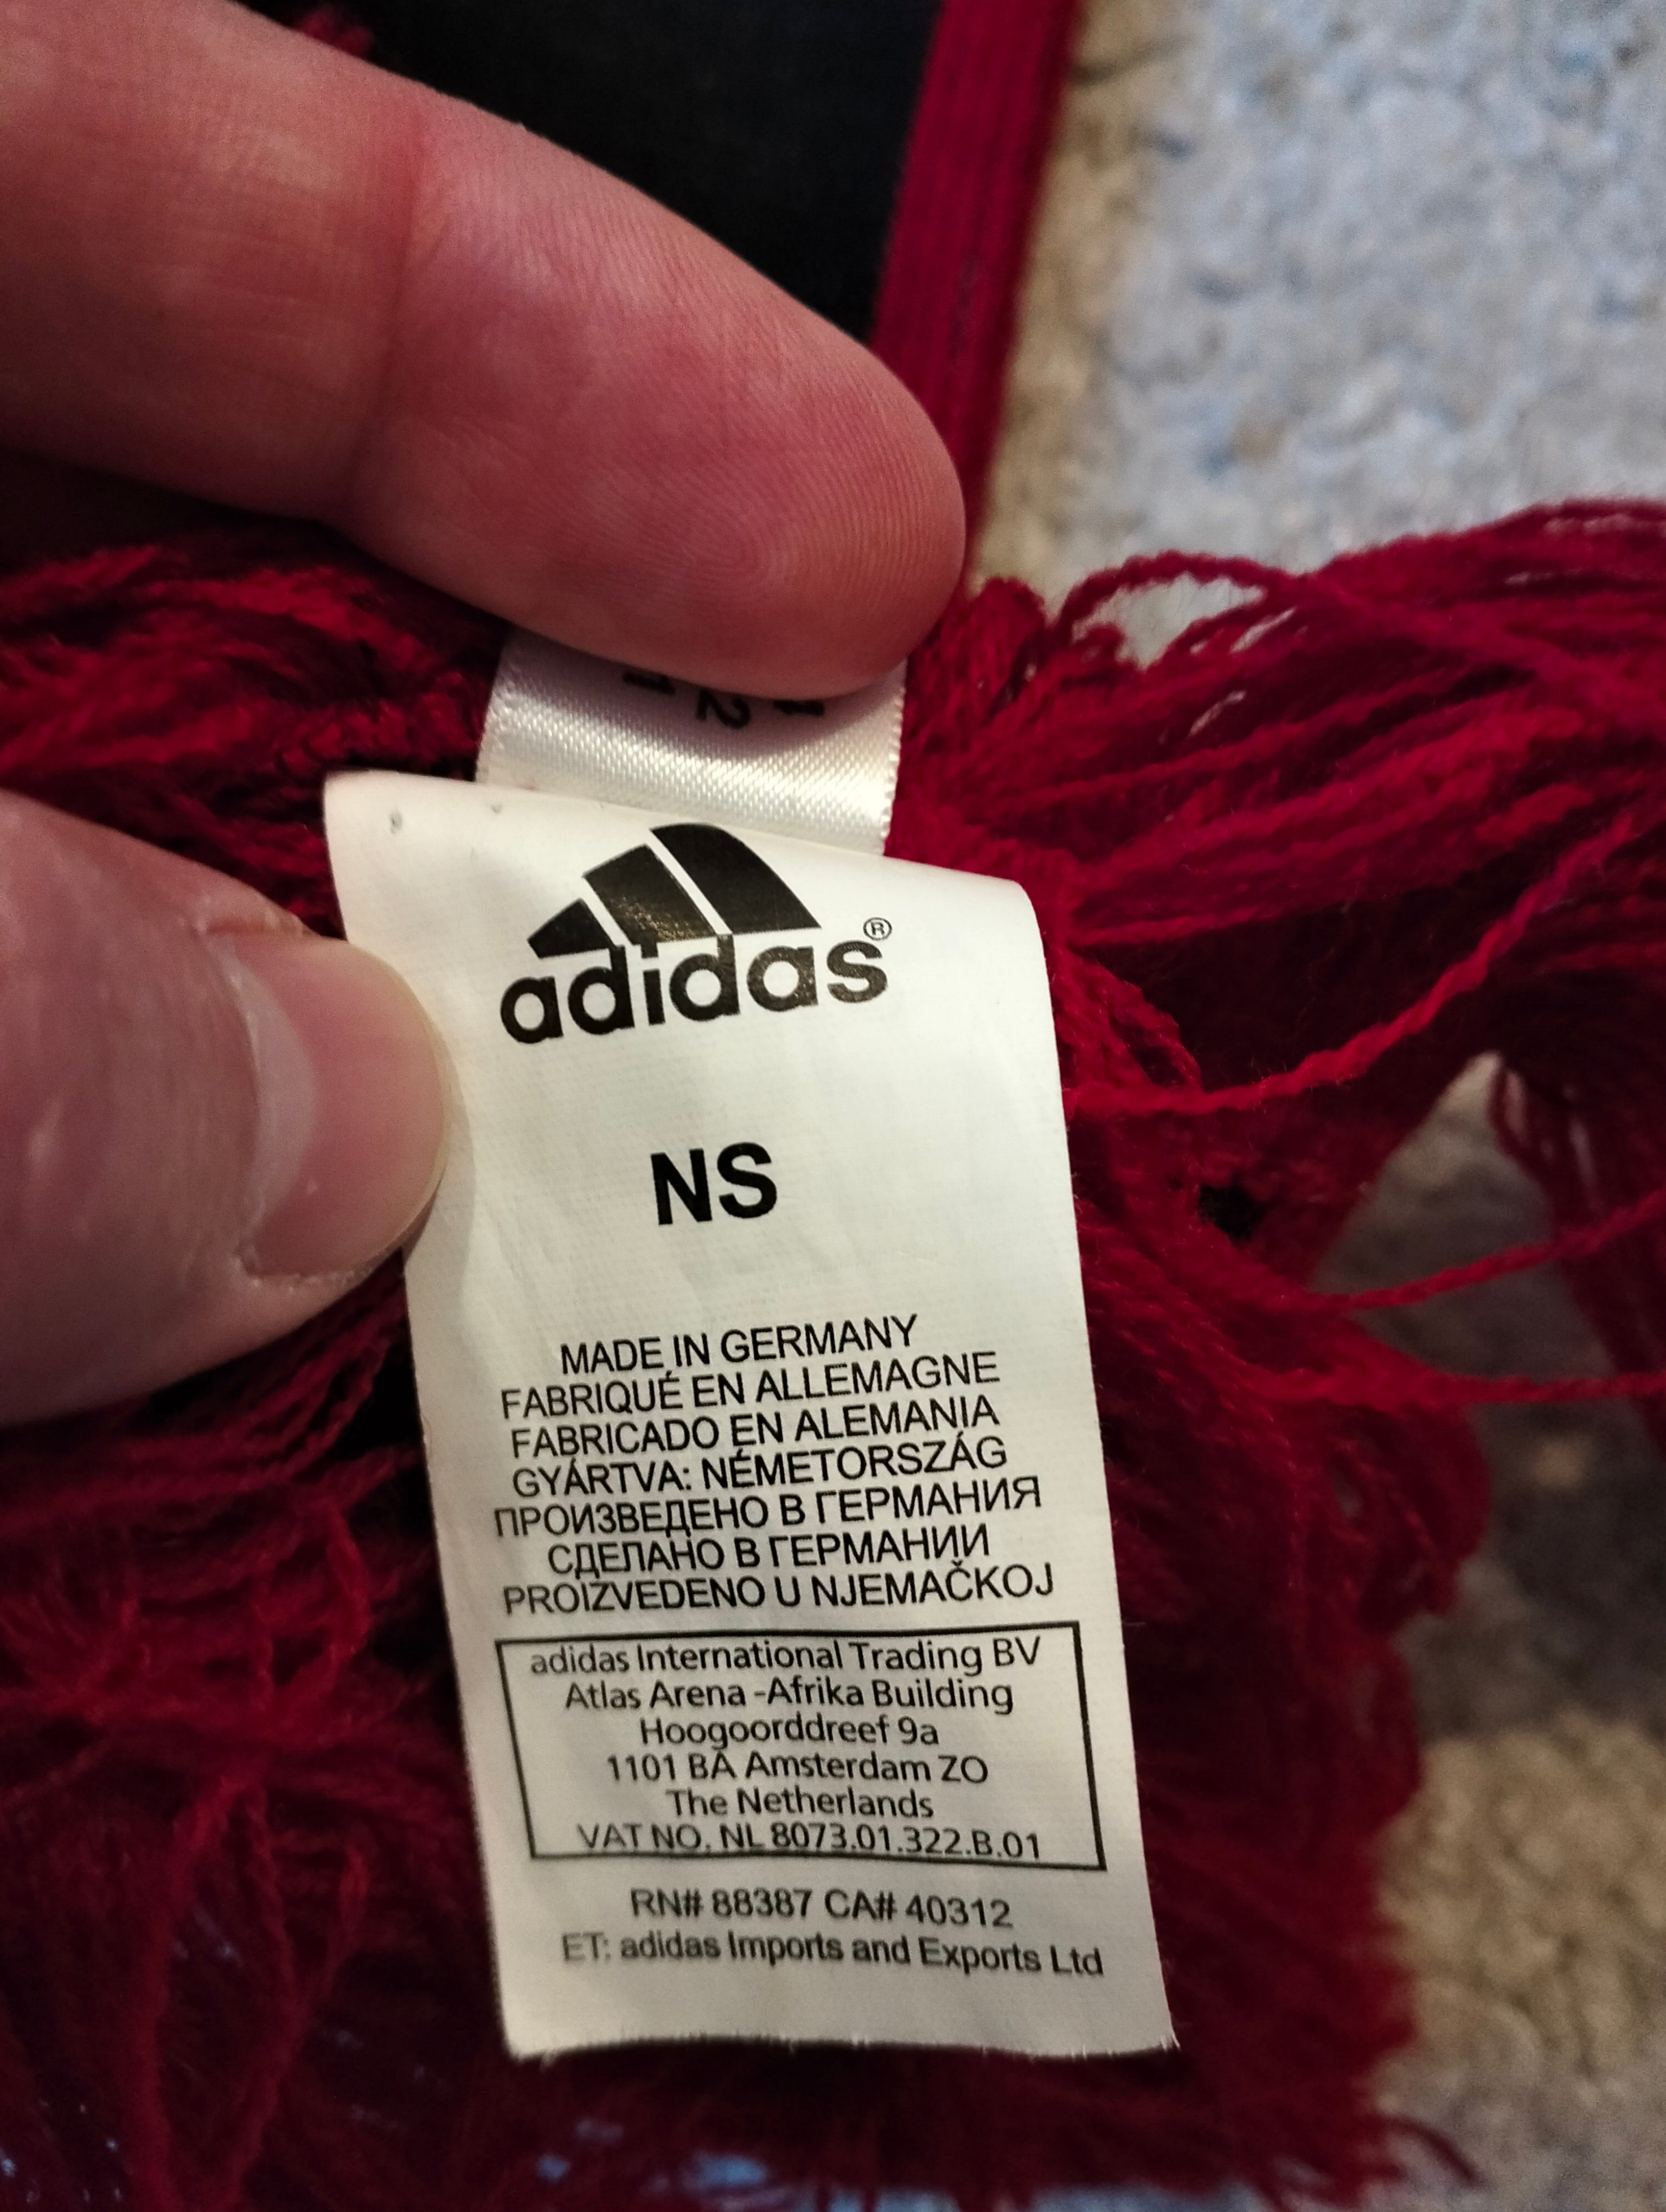 adidas®
NS
MADE IN GERMANY
FABRIQUÉ EN ALLEMAGNE
FABRICADO EN ALEMANIA
GYÁRTVA: NÉMETORSZÁG
ПРОИЗВЕДЕНО В ГЕРМАНИЯ
СДЕЛАНО В ГЕРМАНИИ
PROIZVEDENO U NJEMAČKOJ
adidas International Trading BV
Atlas Arena -Afrika Building
Hoogoorddreef 9a
1101 BA Amsterdam ZO
The Netherlands
VAT NO. NL 8073.01.322.B.01
RN# 88387 CA# 40312
ET: adidas Imports and Exports Ltd